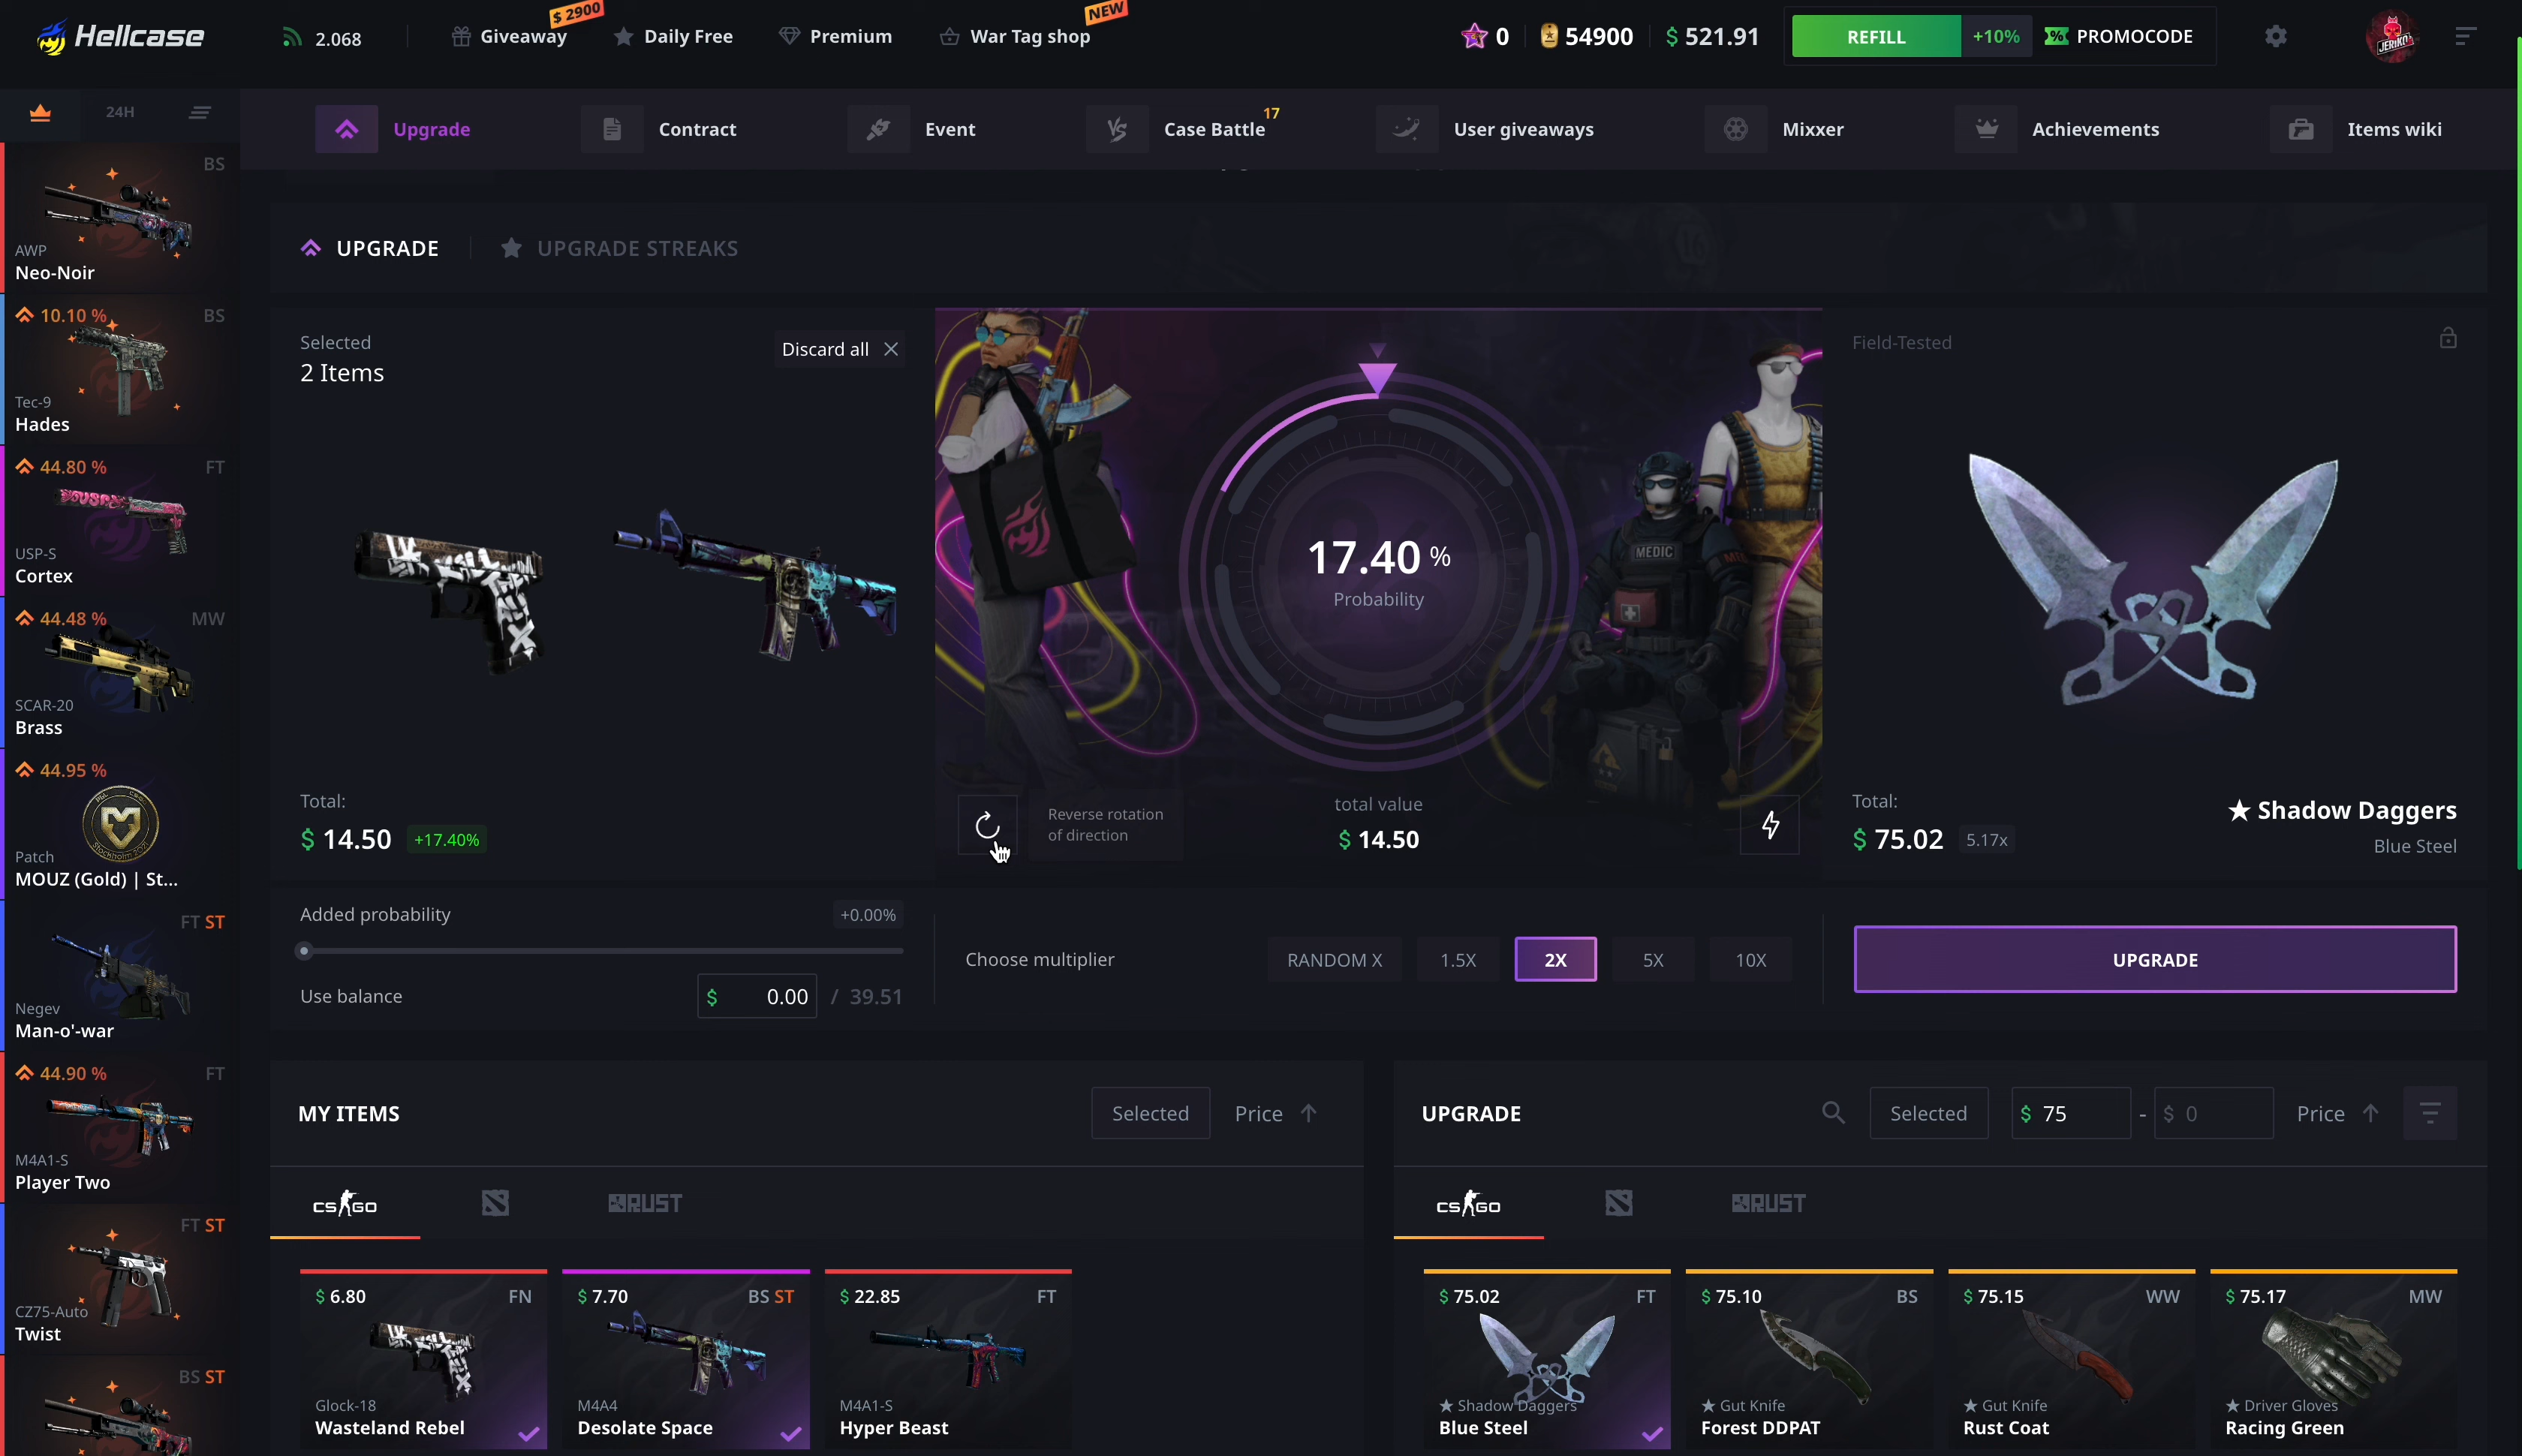 Hellcase
2.068
Giveaway
$ 2900
Daily Free
Premium
War Tag shop
NEW
0
54900
$ 521.91
REFILL
+10%
% PROMOCODE
JERIKO
24H
Upgrade
Contract
Event
VS
Case Battle
17
User giveaways
Mixxer
Achievements
Items wiki
BS
AWP
Neo-Noir
10.10 %
BS
Tec-9
Hades
44.80 %
FT
USP-S
Cortex
44.48 %
MW
SCAR-20
Brass
44.95 %
Patch
MOUZ (Gold) | St...
FT ST
Negev
Man-o'-war
44.90 %
FT
M4A1-S
Player Two
FT ST
CZ75-Auto
Twist
BS ST
UPGRADE
UPGRADE STREAKS
Selected
2 Items
Discard all
Total:
$ 14.50
+17.40%
17.40 %
Probability
MEDIC
Reverse rotation
of direction
total value
$ 14.50
Field-Tested
Total:
$ 75.02
5.17x
★ Shadow Daggers
Blue Steel
Added probability
+0.00%
Use balance
$ 0.00 / 39.51
Choose multiplier
RANDOM X
1.5X
2X
5X
10X
UPGRADE
MY ITEMS
Selected
Price
CS GO
RUST
$ 6.80
FN
Glock-18
Wasteland Rebel
$ 7.70
BS ST
M4A4
Desolate Space
$ 22.85
FT
M4A1-S
Hyper Beast
UPGRADE
Selected
$ 75 - $ 0
Price
CS GO
RUST
$ 75.02
FT
★ Shadow Daggers
Blue Steel
$ 75.10
BS
★ Gut Knife
Forest DDPAT
$ 75.15
WW
★ Gut Knife
Rust Coat
$ 75.17
MW
★ Driver Gloves
Racing Green